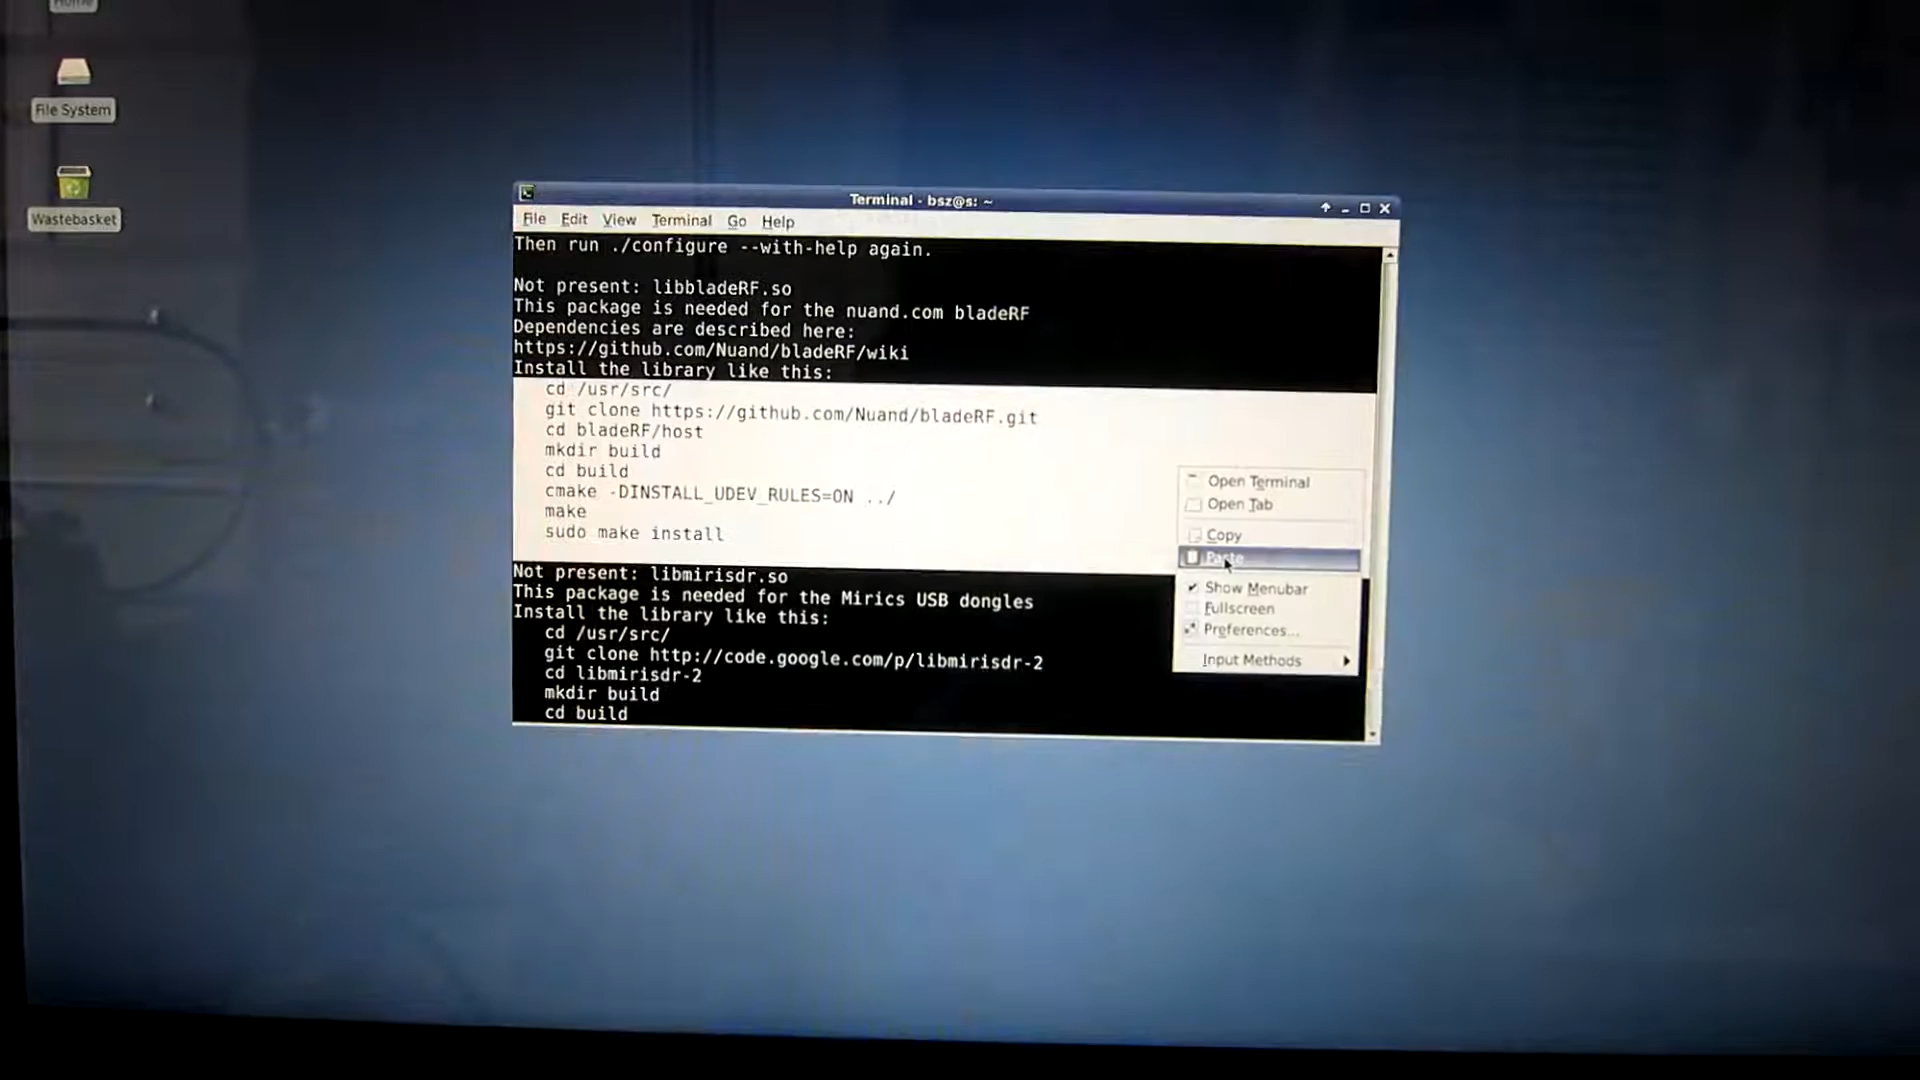 Home
File System
Wastebasket
Terminal - bsz@s: ~
File Edit View Terminal Go Help
Then run ./configure --with-help again.
Not present: libbladeRF.so
This package is needed for the nuand.com bladeRF
Dependencies are described here:
https://github.com/Nuand/bladeRF/wiki
Install the library like this:
cd /usr/src/
git clone https://github.com/Nuand/bladeRF.git
cd bladeRF/host
mkdir build
cd build
cmake -DINSTALL_UDEV_RULES=ON ../
make
sudo make install
Not present: libmirisdr.so
This package is needed for the Mirics USB dongles
Install the library like this:
cd /usr/src/
git clone http://code.google.com/p/libmirisdr-2
cd libmirisdr-2
mkdir build
cd build
Open Terminal
Open Tab
Copy
Paste
Show Menubar
Fullscreen
Preferences...
Input Methods